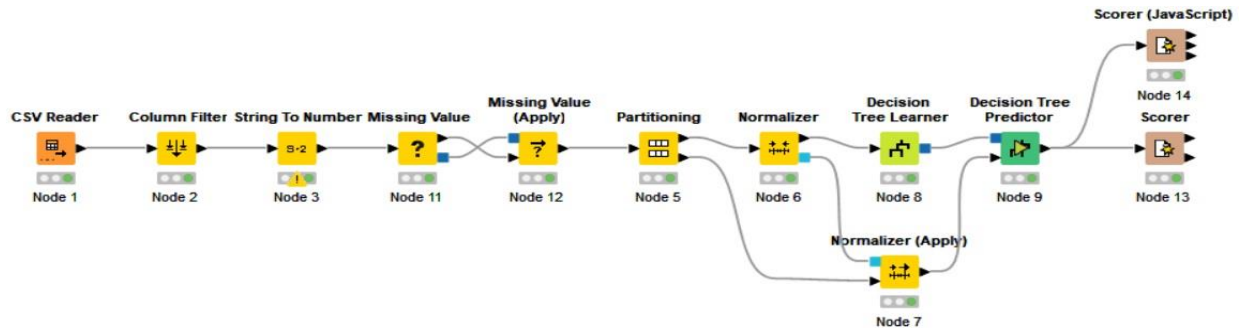 Scorer (JavaScript)
Node 14
CSV Reader
Node 1
Column Filter
Node 2
String To Number
S-2
Node 3
Missing Value
?
Node 11
Missing Value
(Apply)
?
Node 12
Partitioning
Node 5
Normalizer
Node 6
Decision
Tree Learner
Node 8
Decision Tree
Predictor
Node 9
Scorer
Node 13
Normalizer (Apply)
Node 7